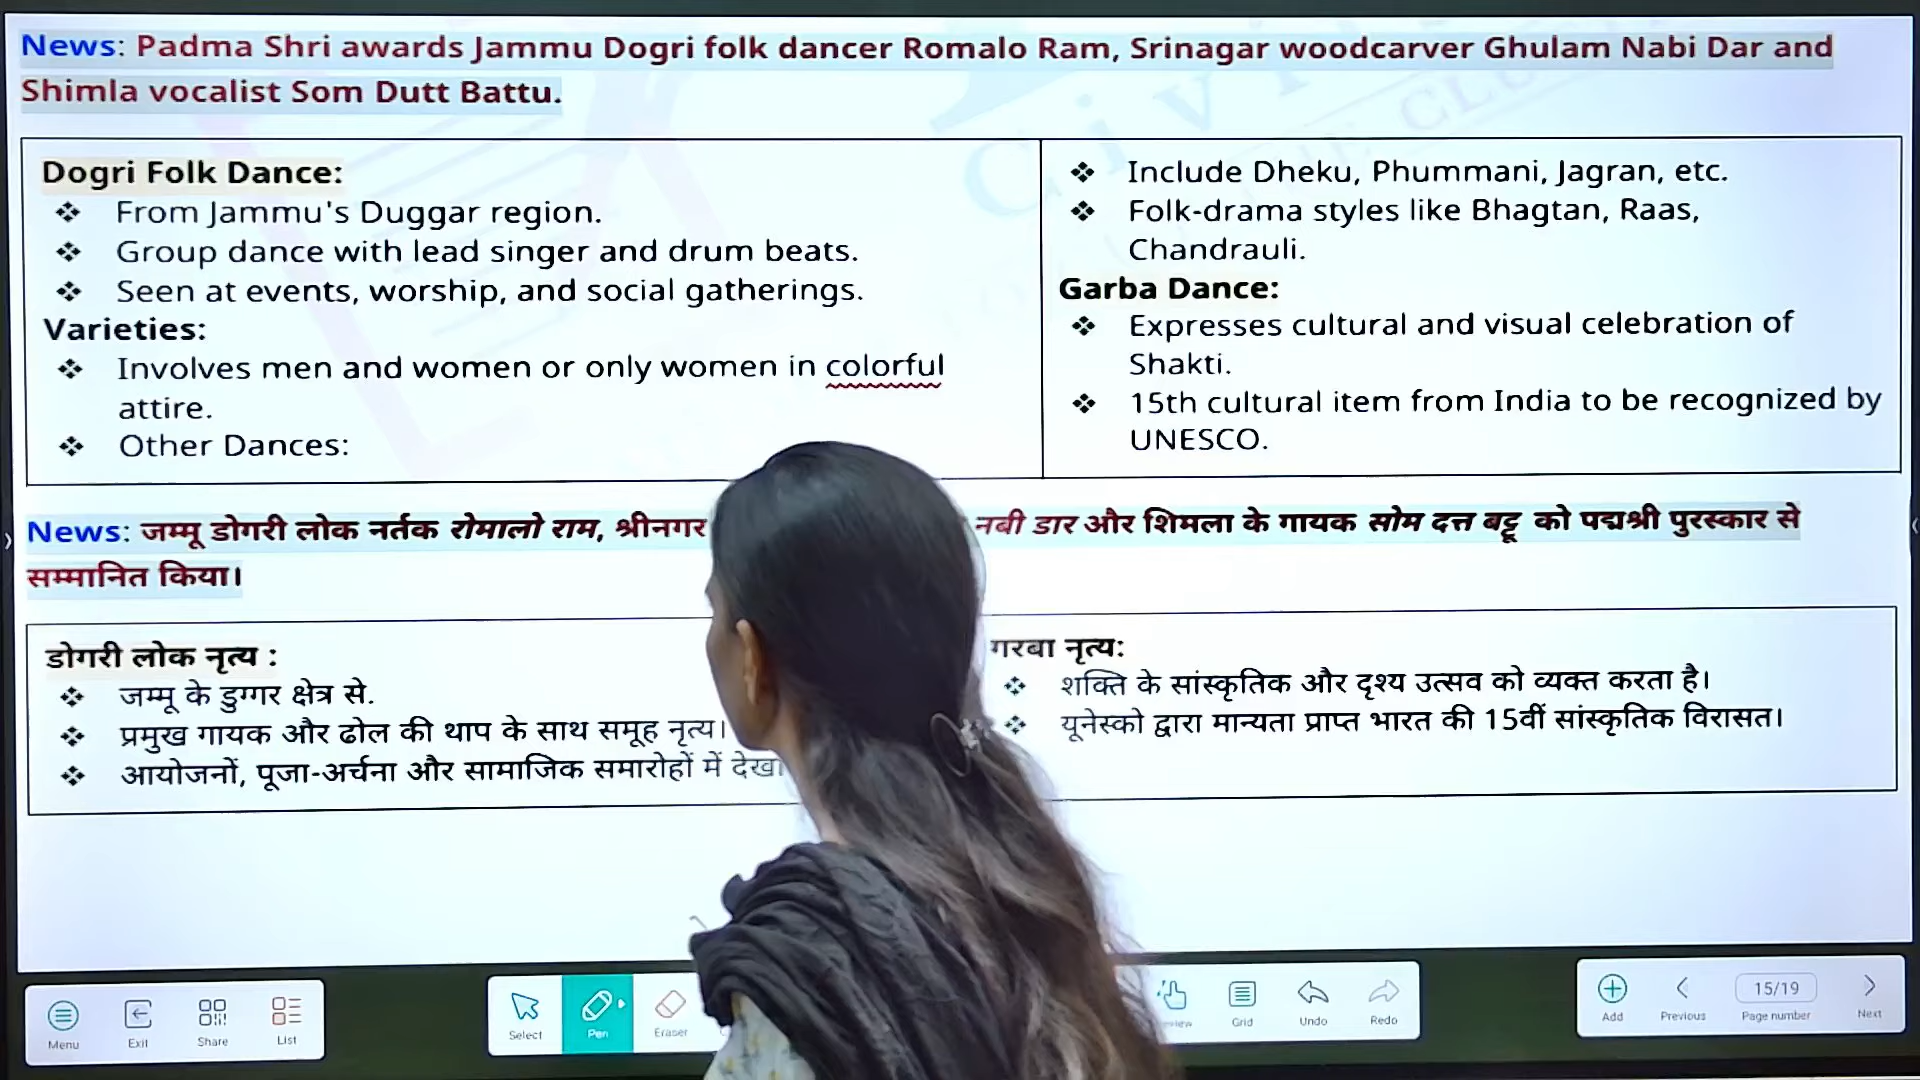 News: Padma Shri awards Jammu Dogri folk dancer Romalo Ram, Srinagar woodcarver Ghulam Nabi Dar and
Shimla vocalist Som Dutt Battu.
Dogri Folk Dance:
❖ From Jammu's Duggar region.
❖ Group dance with lead singer and drum beats.
❖ Seen at events, worship, and social gatherings.
Varieties:
❖ Involves men and women or only women in colorful
attire.
❖ Other Dances:
❖ Include Dheku, Phummani, Jagran, etc.
❖ Folk-drama styles like Bhagtan, Raas,
Chandrauli.
Garba Dance:
❖ Expresses cultural and visual celebration of
Shakti.
❖ 15th cultural item from India to be recognized by
UNESCO.
News: जम्मू डोगरी लोक नर्तक रोमालो राम, श्रीनगर नबी डार और शिमला के गायक सोम दत्त बट्टू को पद्मश्री पुरस्कार से
सम्मानित किया।
डोगरी लोक नृत्य :
❖ जम्मू के डुग्गर क्षेत्र से.
❖ प्रमुख गायक और ढोल की थाप के साथ समूह नृत्य।
❖ आयोजनों, पूजा-अर्चना और सामाजिक समारोहों में देखा
गरबा नृत्य:
❖ शक्ति के सांस्कृतिक और दृश्य उत्सव को व्यक्त करता है।
❖ यूनेस्को द्वारा मान्यता प्राप्त भारत की 15वीं सांस्कृतिक विरासत।
Menu Exit Share List
Select Pen Eraser
Grid Undo Redo
Add Previous 15/19 Page number Next